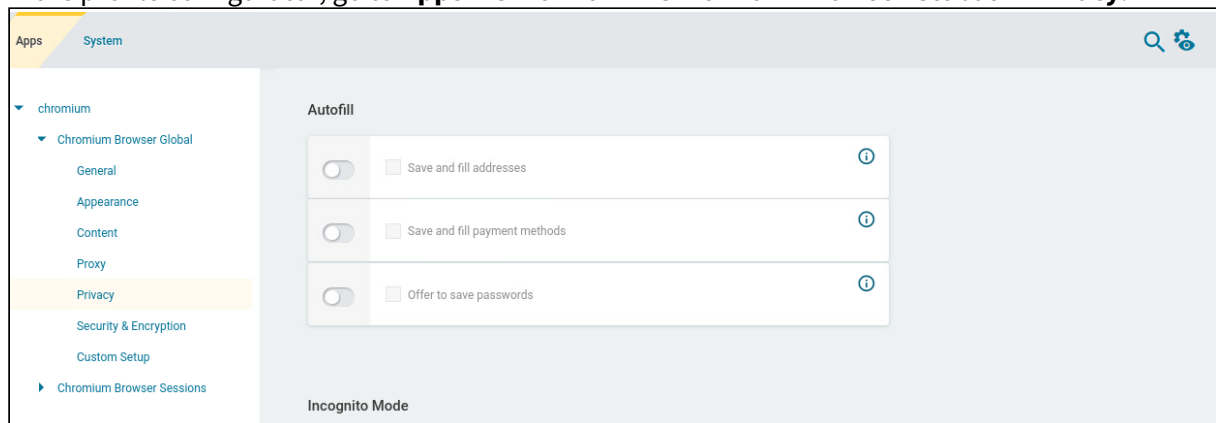 Apps System
chromium
Autofill
Chromium Browser Global
General
Save and fill addresses
Appearance
Content
Save and fill payment methods
Proxy
Privacy
Offer to save passwords
Security & Encryption
Custom Setup
Chromium Browser Sessions
Incognito Mode